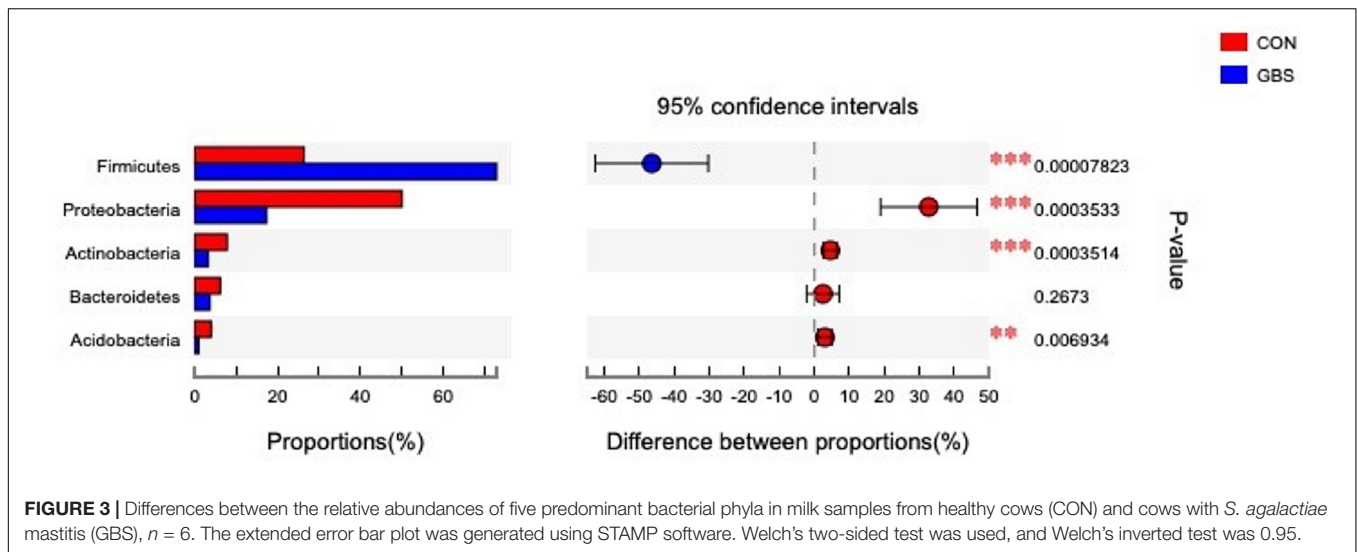 CON
GBS
95% confidence intervals
Firmicutes
Proteobacteria
Actinobacteria
Bacteroidetes
Acidobacteria
*** 0.00007823
*** 0.0003533
*** 0.0003514
0.2673
** 0.006934
P-value
0 20 40 60
-60 -50 -40 -30 -20 -10 0 10 20 30 40 50
Proportions(%)
Difference between proportions(%)
FIGURE 3 | Differences between the relative abundances of five predominant bacterial phyla in milk samples from healthy cows (CON) and cows with S. agalactiae
mastitis (GBS), n = 6. The extended error bar plot was generated using STAMP software. Welch's two-sided test was used, and Welch's inverted test was 0.95.